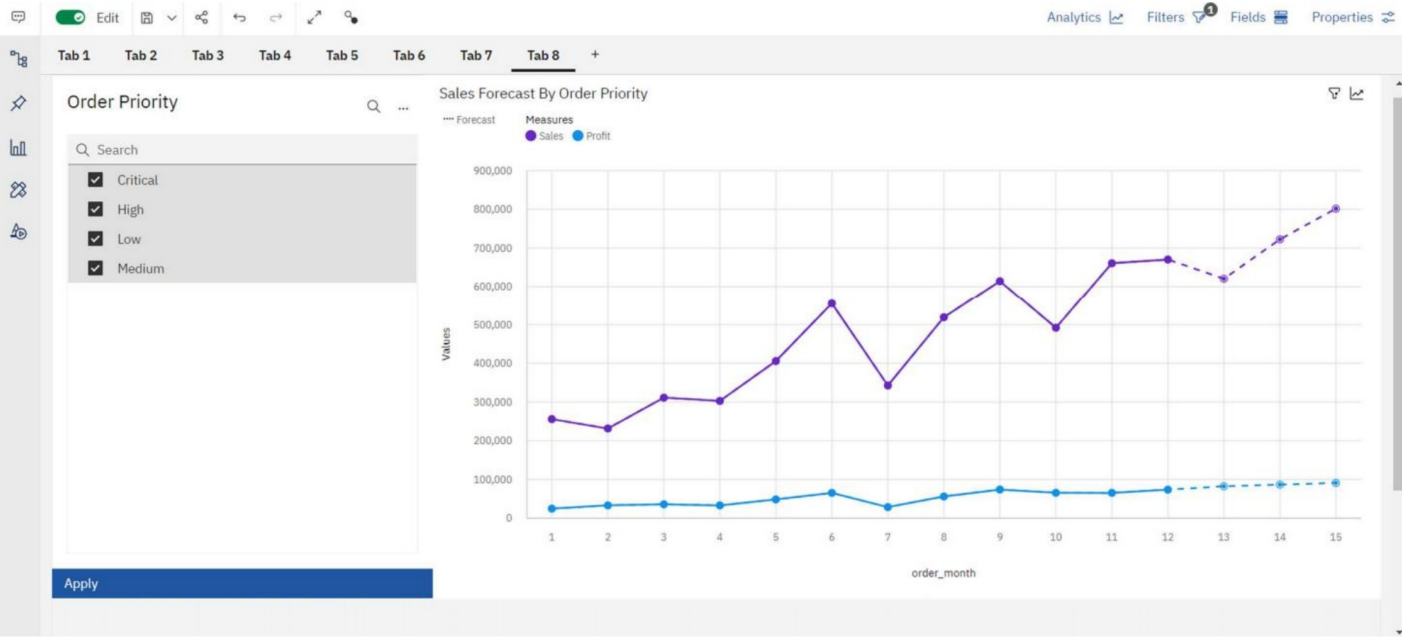 Edit
Analytics Filters 1 Fields Properties
Tab 1 Tab 2 Tab 3 Tab 4 Tab 5 Tab 6 Tab 7 Tab 8 +
Order Priority
...
Search
Critical
High
Low
Medium
Apply
Sales Forecast By Order Priority
Forecast Measures
Sales Profit
Values
900,000
800,000
700,000
600,000
500,000
400,000
300,000
200,000
100,000
0
1 2 3 4 5 6 7 8 9 10 11 12 13 14 15
order_month